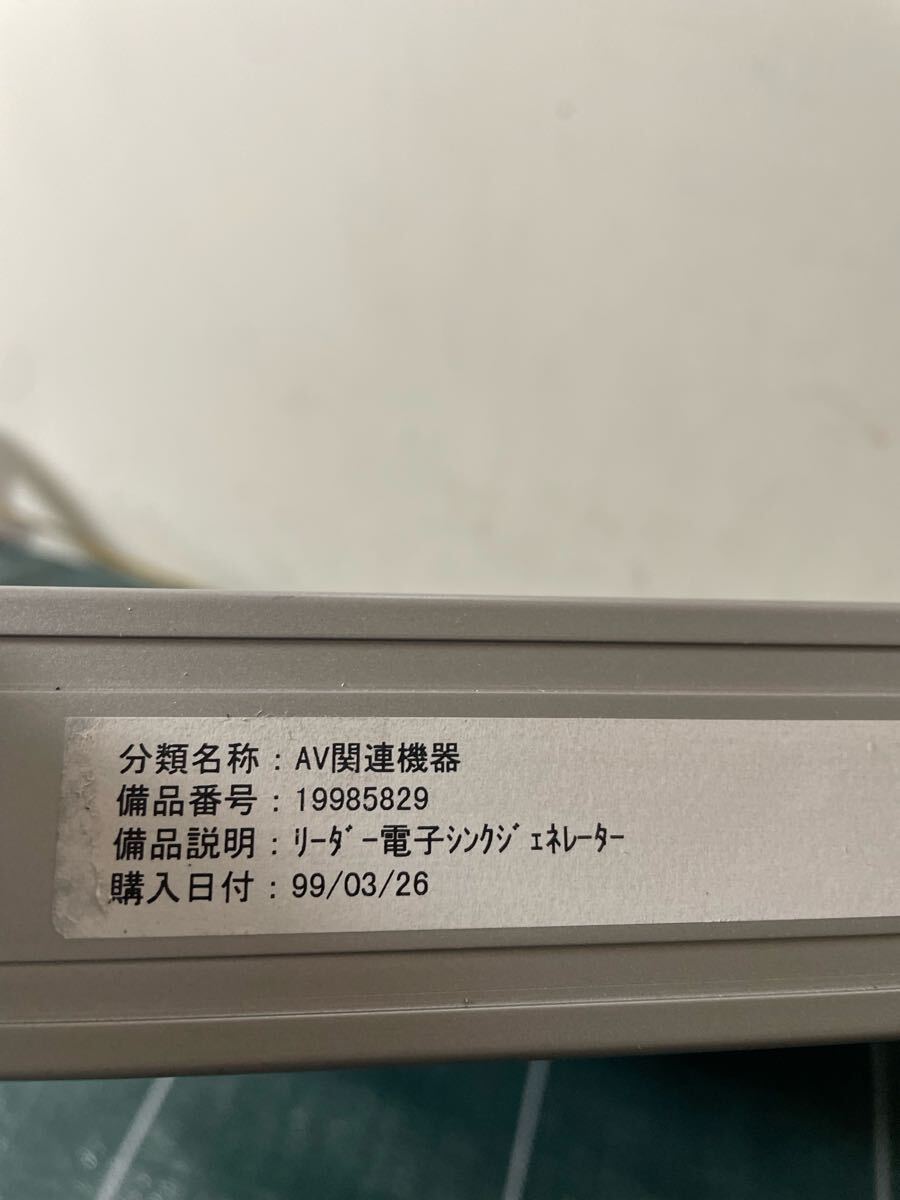 分類名称：AV関連機器
備品番号：19985829
備品説明：ﾘｰﾀﾞｰ電子ｼﾝｸｼﾞｪﾈﾚｰﾀｰ
購入日付：99/03/26